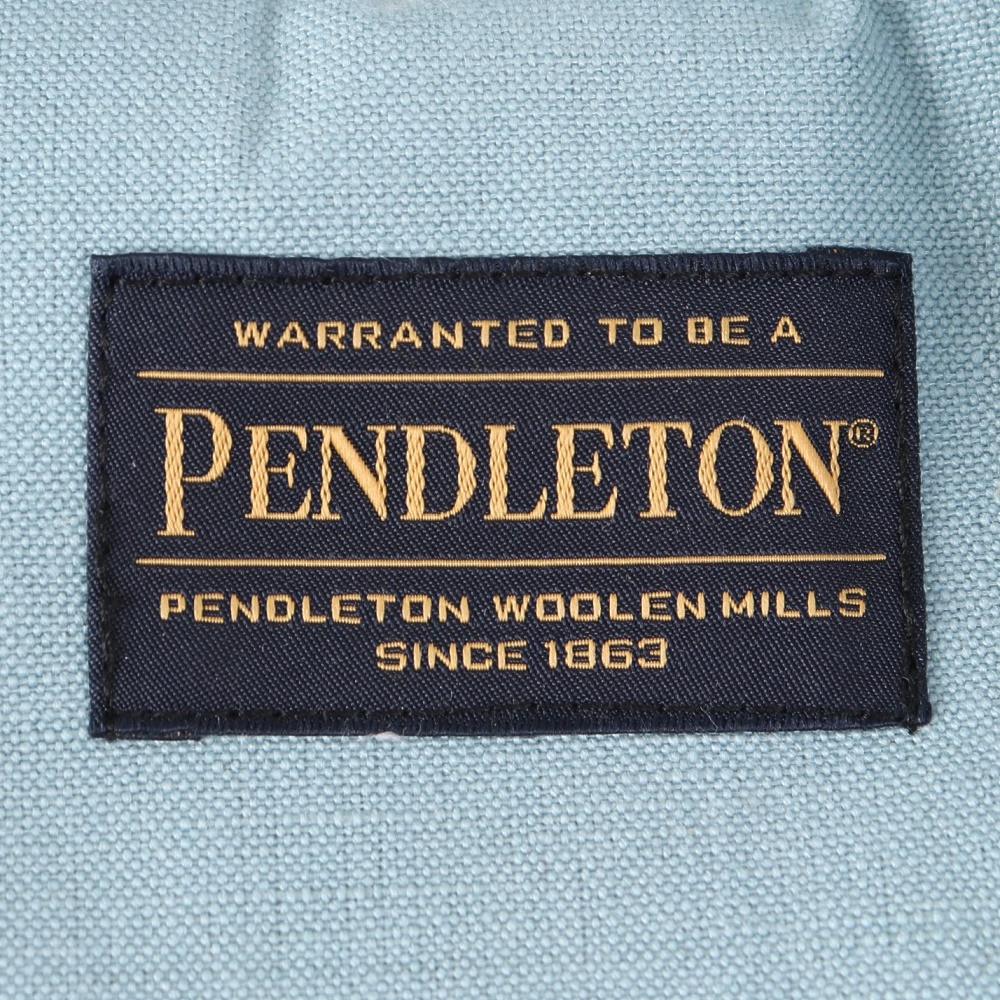 WARRANTED TO BE A
PENDLETON®
PENDLETON WOOLEN MILLS
SINCE 1863